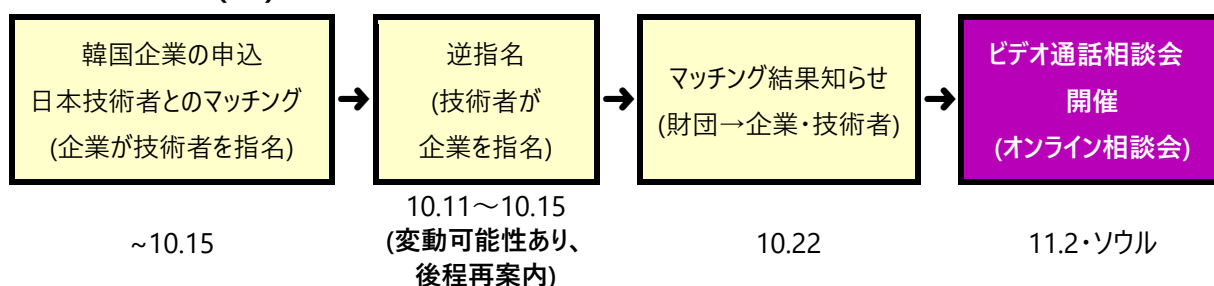 韓国企業の申込
日本技術者とのマッチング
(企業が技術者を指名)
➔
逆指名
(技術者が
企業を指名)
➔
マッチング結果知らせ
(財団→企業・技術者)
➔
ビデオ通話相談会
開催
(オンライン相談会)
~10.15
10.11～10.15
(変動可能性あり、
後程再案内)
10.22
11.2・ソウル